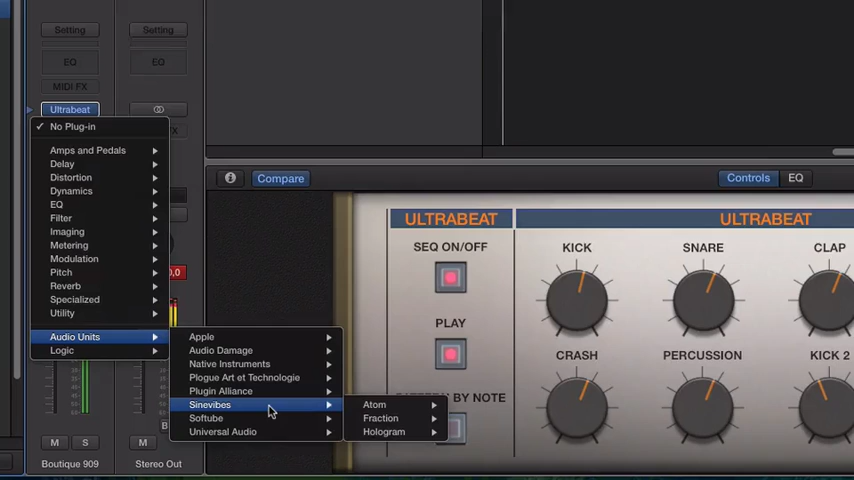 Setting
Setting
EQ
EQ
MIDI FX
Ultrabeat
✓ No Plug-in
Amps and Pedals
Delay
Distortion
Dynamics
EQ
Filter
Imaging
Metering
Modulation
Pitch
Reverb
Specialized
Utility
Audio Units
Logic
Apple
Audio Damage
Native Instruments
Plogue Art et Technologie
Plugin Alliance
Sinevibes
Softube
Universal Audio
Atom
Fraction
Hologram
M
S
M
Boutique 909
Stereo Out
Compare
Controls
EQ
ULTRABEAT
ULTRABEAT
SEQ ON/OFF
KICK
SNARE
CLAP
PLAY
CRASH
PERCUSSION
KICK 2
BY NOTE